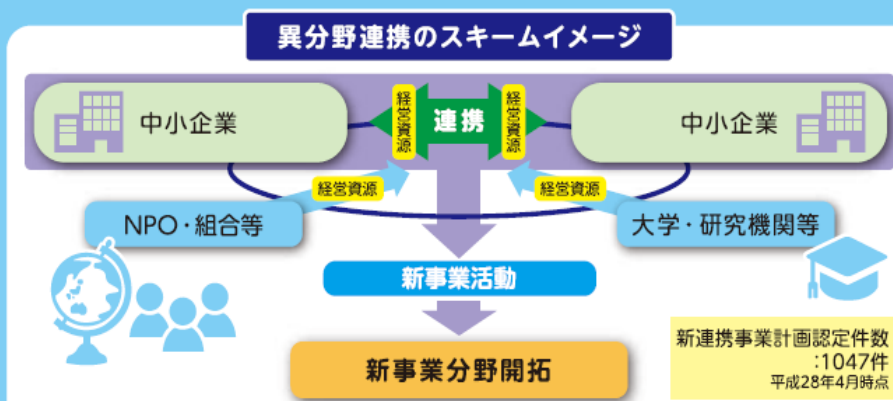 異分野連携のスキームイメージ
中小企業
経営資源
連携
経営資源
中小企業
経営資源
経営資源
NPO・組合等
大学・研究機関等
新事業活動
新事業分野開拓
新連携事業計画認定件数
:1047件
平成28年4月時点